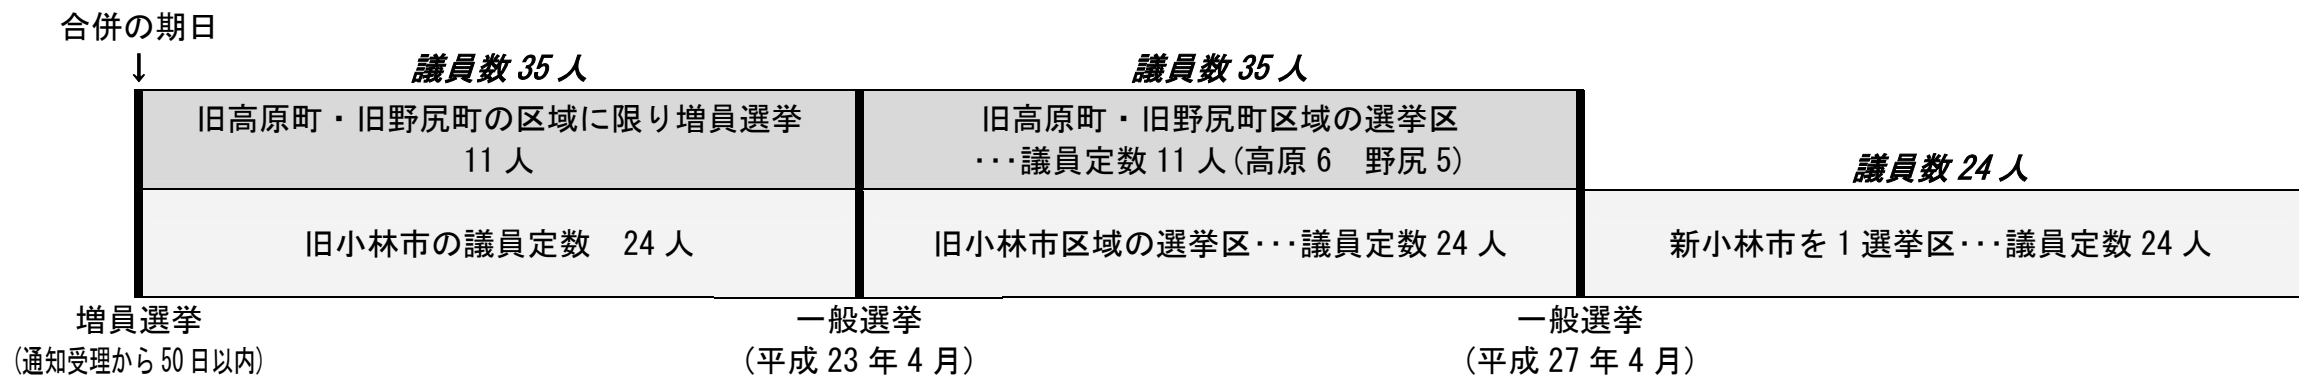 合併の期日
↓
議員数 35 人
議員数 35 人
旧高原町・旧野尻町の区域に限り増員選挙
11 人
旧高原町・旧野尻町区域の選挙区
･･･議員定数 11 人(高原 6　野尻 5)
議員数 24 人
旧小林市の議員定数　24 人
旧小林市区域の選挙区･･･議員定数 24 人
新小林市を 1 選挙区･･･議員定数 24 人
増員選挙
(通知受理から 50 日以内)
一般選挙
(平成 23 年 4 月)
一般選挙
(平成 27 年 4 月)